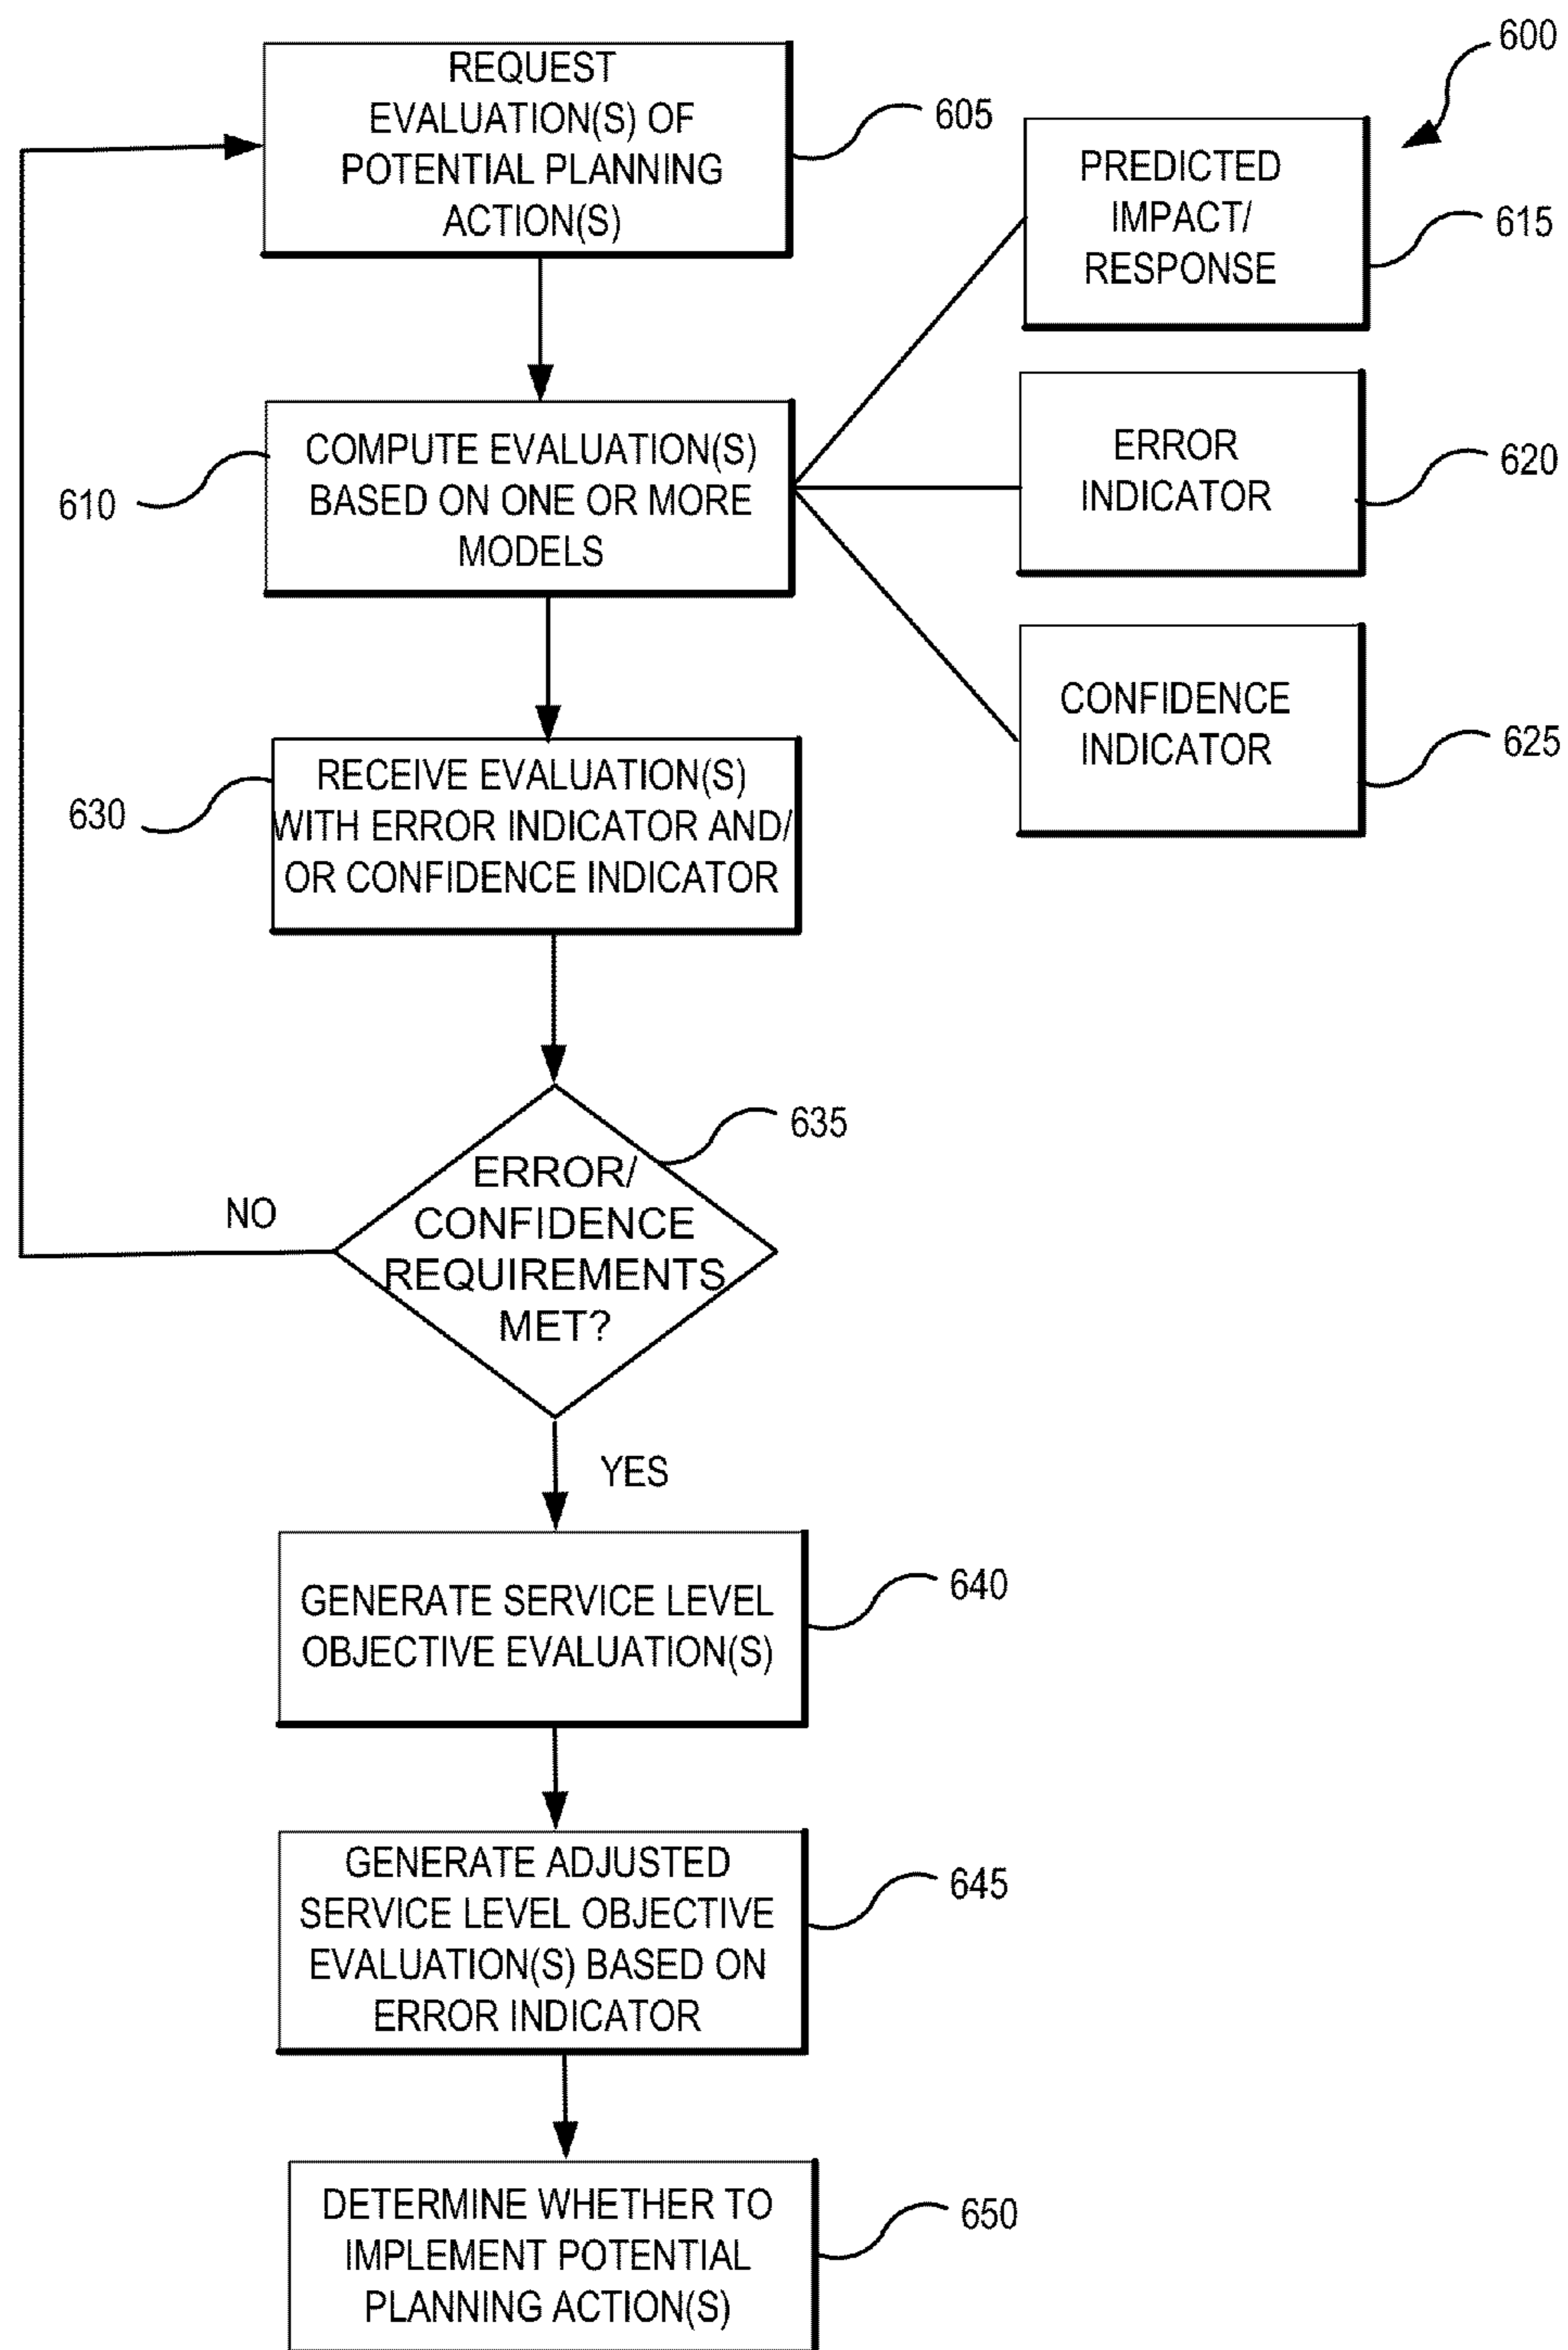 600
REQUEST
EVALUATION(S) OF
POTENTIAL PLANNING
ACTION(S)
605
PREDICTED
IMPACT/
RESPONSE
615
COMPUTE EVALUATION(S)
BASED ON ONE OR MORE
MODELS
610
ERROR
INDICATOR
620
CONFIDENCE
INDICATOR
625
RECEIVE EVALUATION(S)
WITH ERROR INDICATOR AND/
OR CONFIDENCE INDICATOR
630
ERROR/
CONFIDENCE
REQUIREMENTS
MET?
635
NO
YES
GENERATE SERVICE LEVEL
OBJECTIVE EVALUATION(S)
640
GENERATE ADJUSTED
SERVICE LEVEL OBJECTIVE
EVALUATION(S) BASED ON
ERROR INDICATOR
645
DETERMINE WHETHER TO
IMPLEMENT POTENTIAL
PLANNING ACTION(S)
650